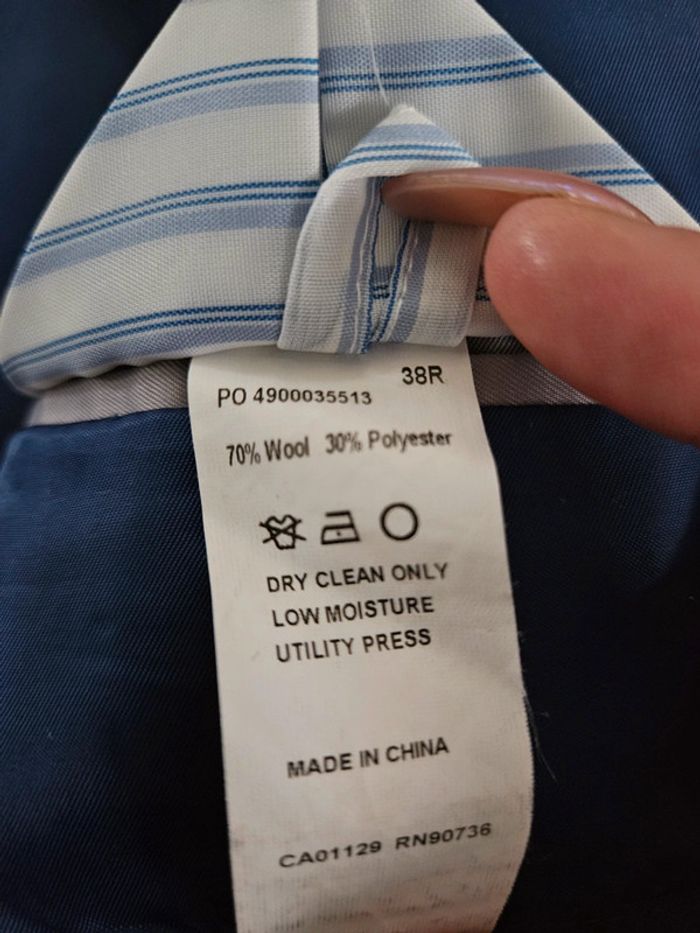 PO 4900035513 38R
70% Wool 30% Polyester
DRY CLEAN ONLY
LOW MOISTURE
UTILITY PRESS
MADE IN CHINA
CA01129 RN90736